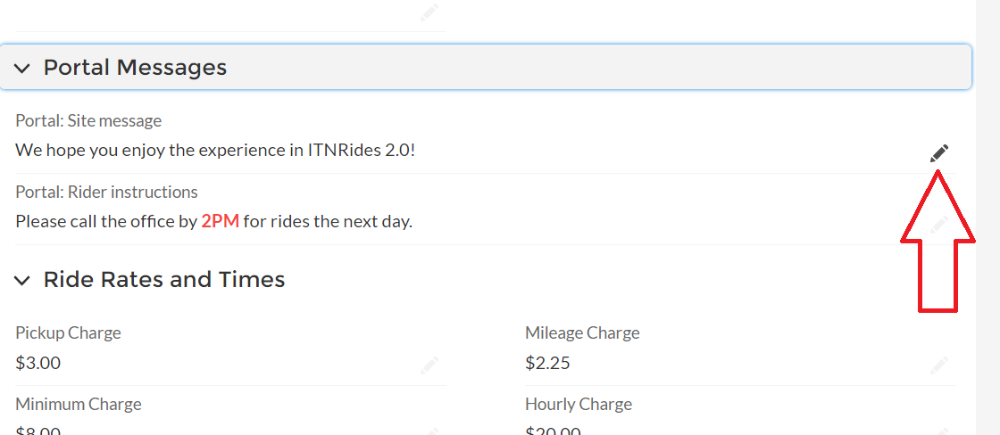 Portal Messages
Portal: Site message
We hope you enjoy the experience in ITNRides 2.0!
Portal: Rider instructions
Please call the office by 2PM for rides the next day.
Ride Rates and Times
Pickup Charge
Mileage Charge
$3.00
$2.25
Minimum Charge
Hourly Charge
$8.00
$20.00